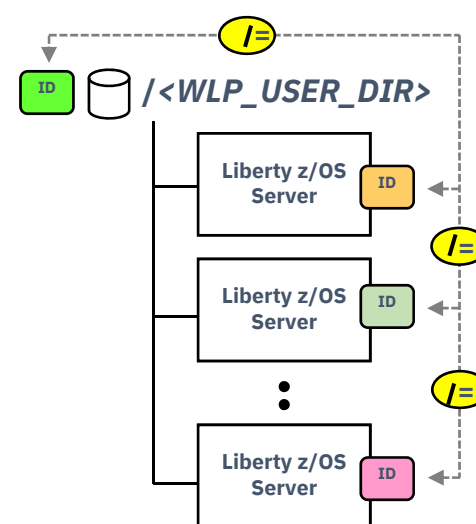 /=
ID
/<WLP_USER_DIR>
Liberty z/OS
Server
ID
/=
Liberty z/OS
Server
ID
/=
Liberty z/OS
Server
ID